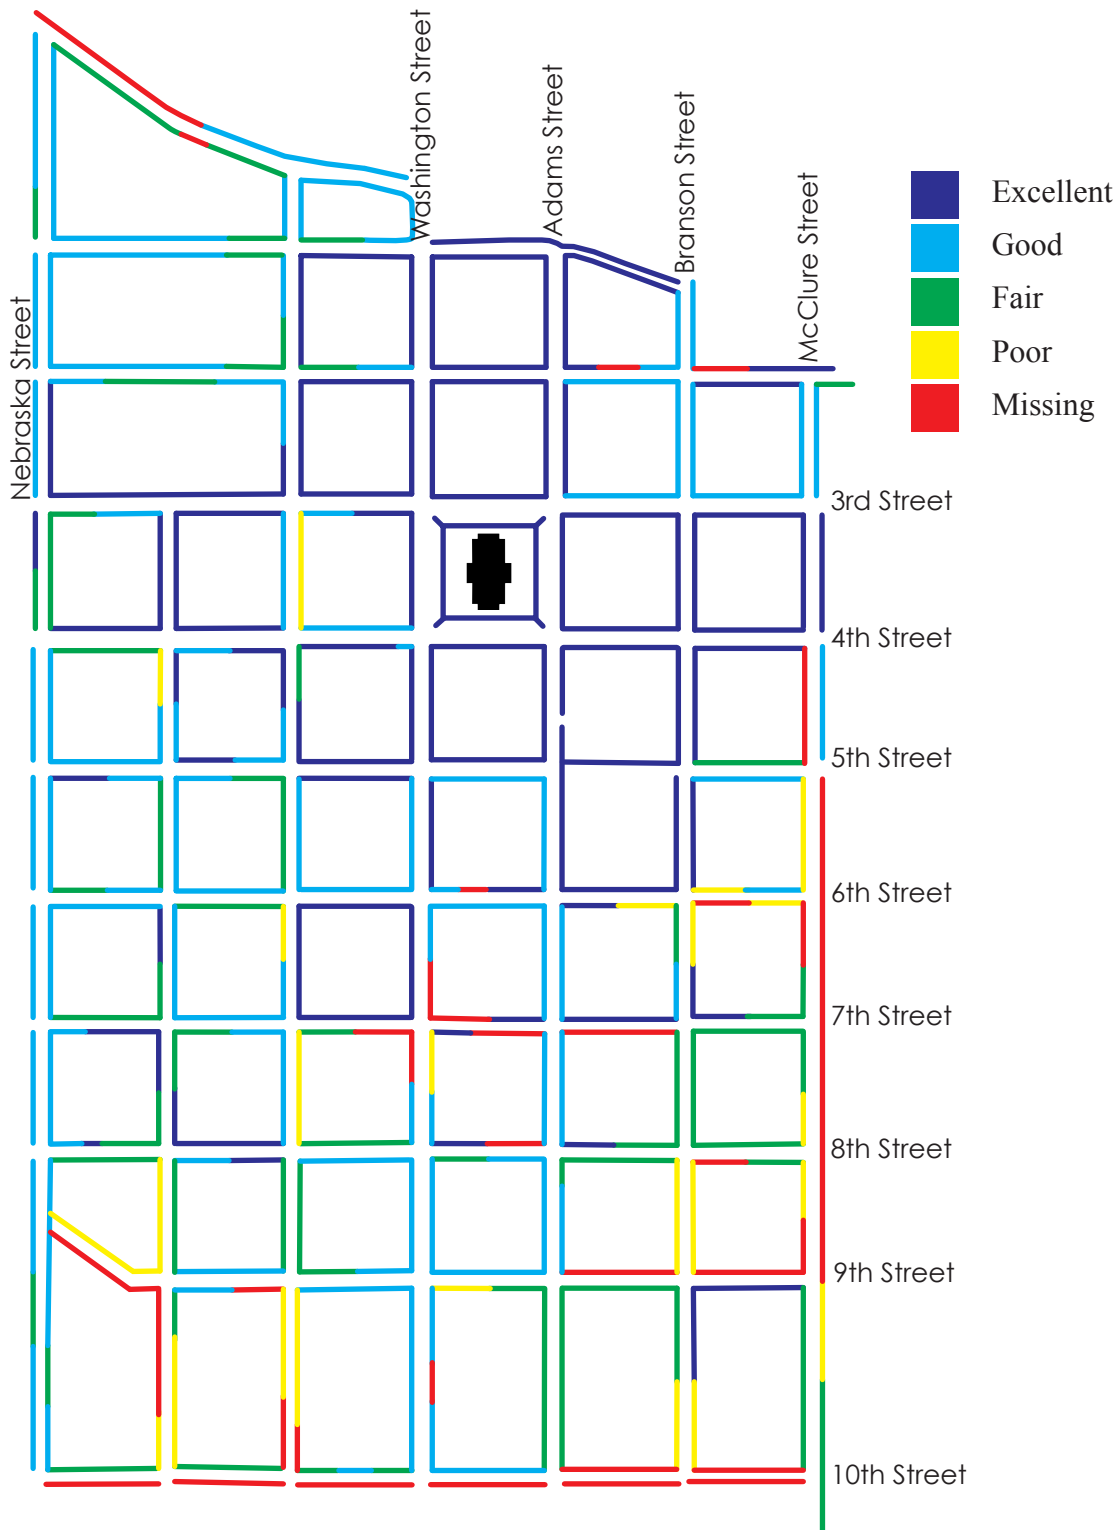 Washington Street
Adams Street
Branson Street
McClure Street
Nebraska Street
Excellent
Good
Fair
Poor
Missing
3rd Street
4th Street
5th Street
6th Street
7th Street
8th Street
9th Street
10th Street